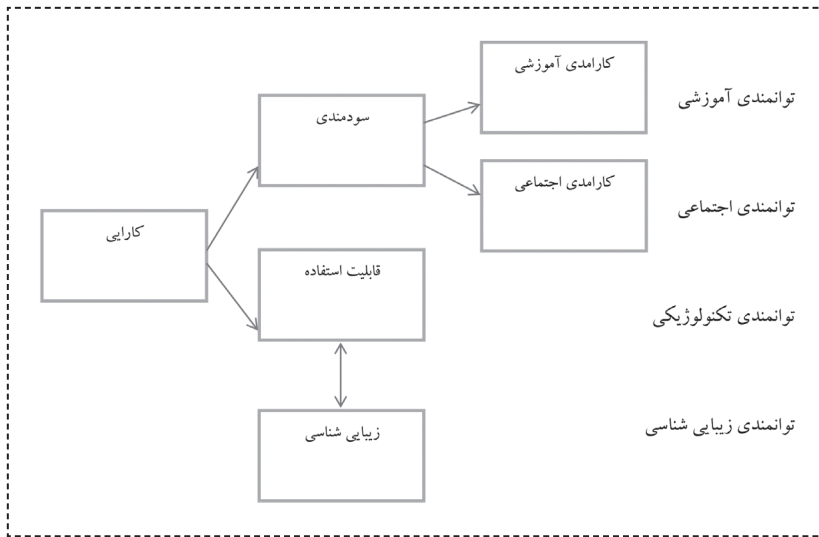 کارامدی آموزشی
توانمندی آموزشی
سودمندی
کارامدی اجتماعی
توانمندی اجتماعی
کارایی
قابلیت استفاده
توانمندی تکنولوژیکی
زیبایی شناسی
توانمندی زیبایی شناسی